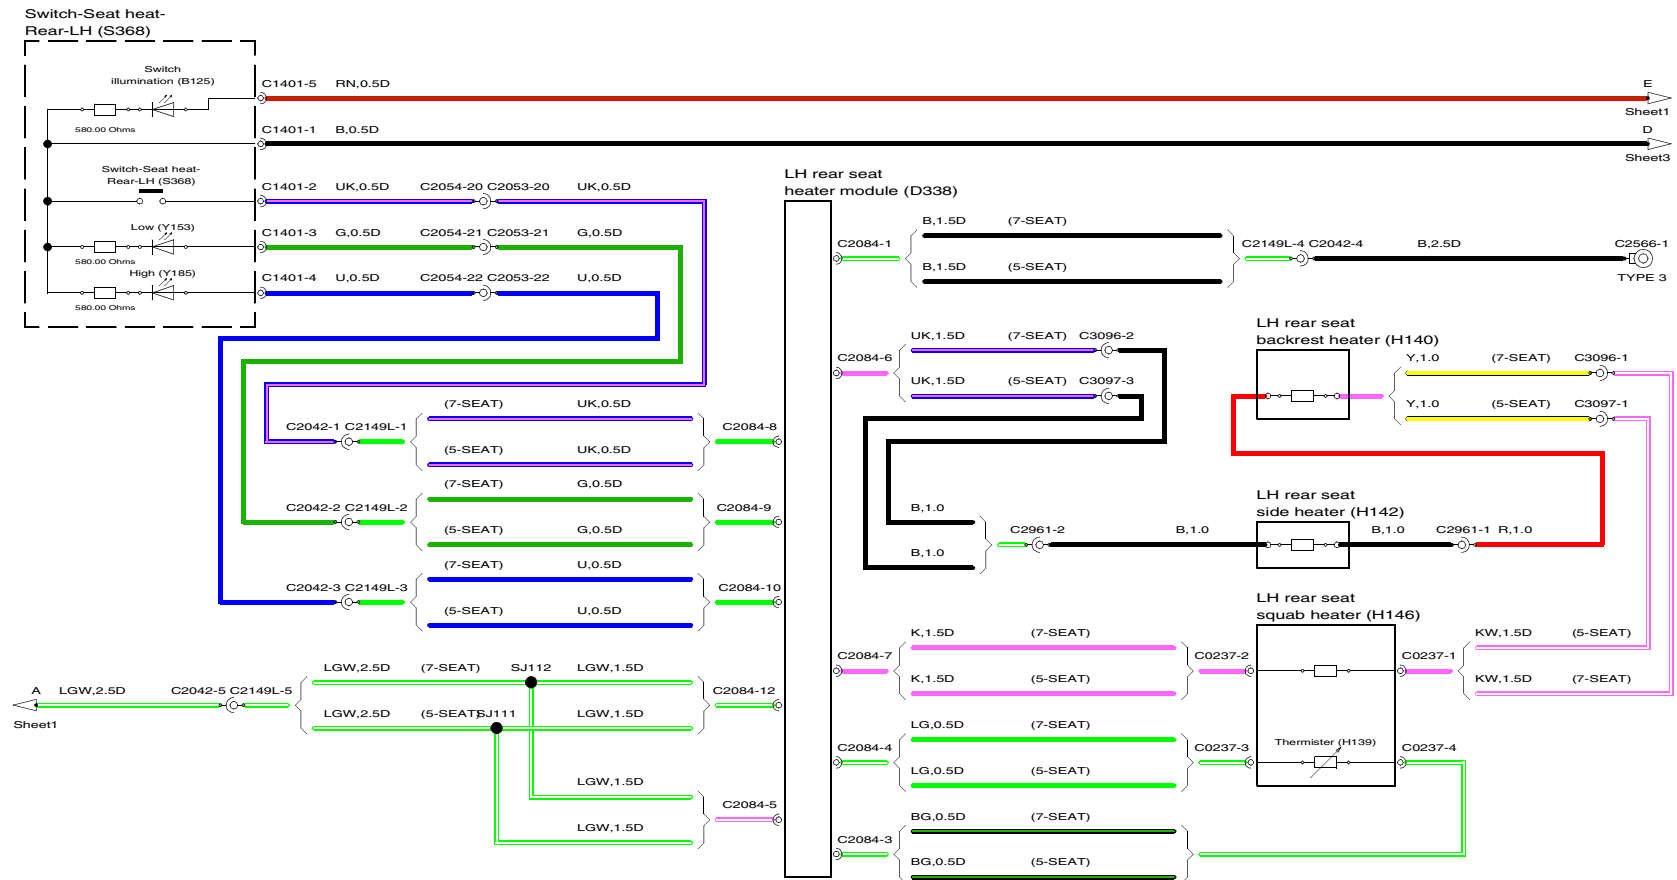 Switch-Seat heat-
Rear-LH (S368)
Switch
illumination (B125)
580.00 Ohms
C1401-5 RN,0.5D
E
Sheet1
C1401-1 B,0.5D
D
Sheet3
Switch-Seat heat-
Rear-LH (S368)
C1401-2 UK,0.5D C2054-20 C2053-20 UK,0.5D
Low (Y153)
580.00 Ohms
C1401-3 G,0.5D C2054-21 C2053-21 G,0.5D
High (Y185)
580.00 Ohms
C1401-4 U,0.5D C2054-22 C2053-22 U,0.5D
LH rear seat
heater module (D338)
C2084-1
B,1.5D (7-SEAT)
B,1.5D (5-SEAT)
C2149L-4 C2042-4 B,2.5D C2566-1
TYPE 3
C2084-6
UK,1.5D (7-SEAT) C3096-2
UK,1.5D (5-SEAT) C3097-3
LH rear seat
backrest heater (H140)
Y,1.0 (7-SEAT) C3096-1
Y,1.0 (5-SEAT) C3097-1
(7-SEAT) UK,0.5D
C2042-1 C2149L-1
C2084-8
(5-SEAT) UK,0.5D
(7-SEAT) G,0.5D
C2042-2 C2149L-2
C2084-9
(5-SEAT) G,0.5D
(7-SEAT) U,0.5D
C2042-3 C2149L-3
C2084-10
(5-SEAT) U,0.5D
B,1.0
B,1.0
C2961-2 B,1.0
LH rear seat
side heater (H142)
B,1.0 C2961-1 R,1.0
LH rear seat
squab heater (H146)
A LGW,2.5D C2042-5 C2149L-5
Sheet1
LGW,2.5D (7-SEAT) SJ112 LGW,1.5D
C2084-12
LGW,2.5D (5-SEAT) SJ111 LGW,1.5D
LGW,1.5D
C2084-5
LGW,1.5D
C2084-7
K,1.5D (7-SEAT)
K,1.5D (5-SEAT)
C0237-2
C0237-1
KW,1.5D (5-SEAT)
KW,1.5D (7-SEAT)
C2084-4
LG,0.5D (7-SEAT)
LG,0.5D (5-SEAT)
C0237-3
Thermister (H139)
C0237-4
C2084-3
BG,0.5D (7-SEAT)
BG,0.5D (5-SEAT)